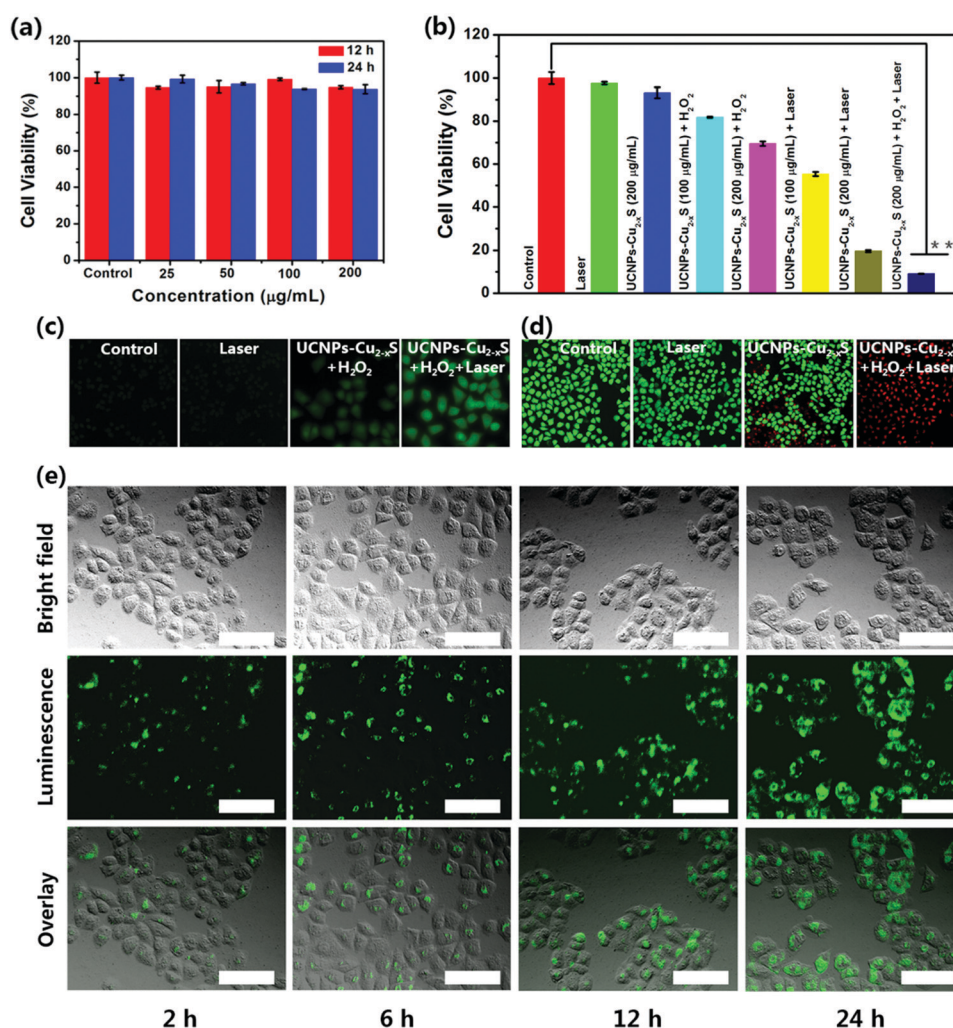 (a)
120
100
80
60
40
20
0
Cell Viability (%)
12 h
24 h
Control 25 50 100 200
Concentration (μg/mL)
(b)
120
100
80
60
40
20
0
Cell Viability (%)
Control
Laser
UCNPs-Cu2-xS (200 μg/mL)
UCNPs-Cu2-xS (100 μg/mL) + H2O2
UCNPs-Cu2-xS (200 μg/mL) + H2O2
UCNPs-Cu2-xS (100 μg/mL) + Laser
UCNPs-Cu2-xS (200 μg/mL) + Laser
UCNPs-Cu2-xS (200 μg/mL) + H2O2 + Laser
**
(c)
Control
Laser
UCNPs-Cu2-xS
+H2O2
UCNPs-Cu2-xS
+H2O2+Laser
(d)
Control
Laser
UCNPs-Cu2-xS
UCNPs-Cu2-xS
+H2O2+Laser
(e)
Bright field
Luminescence
Overlay
2 h 6 h 12 h 24 h